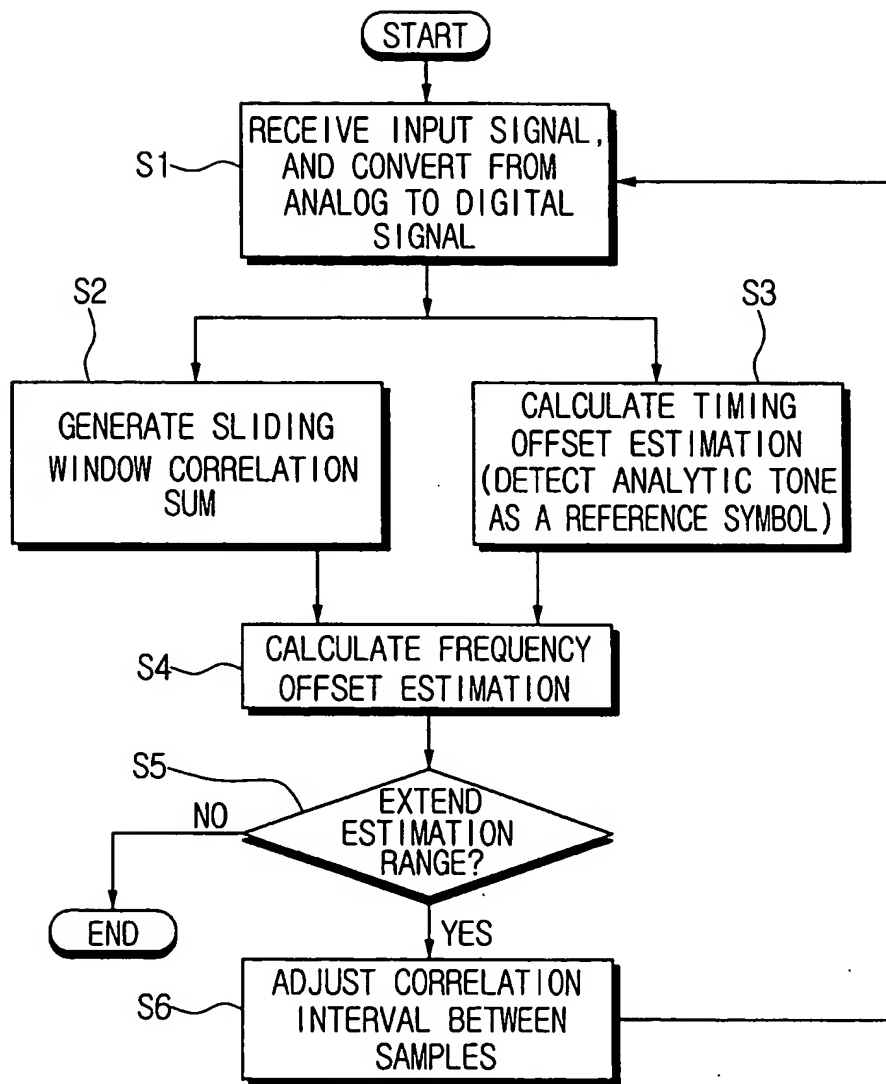 START
S1
RECEIVE INPUT SIGNAL,
AND CONVERT FROM
ANALOG TO DIGITAL
SIGNAL
S2
S3
GENERATE SLIDING
WINDOW CORRELATION
SUM
CALCULATE TIMING
OFFSET ESTIMATION
(DETECT ANALYTIC TONE
AS A REFERENCE SYMBOL)
S4
CALCULATE FREQUENCY
OFFSET ESTIMATION
S5
EXTEND
ESTIMATION
RANGE?
NO
END
YES
S6
ADJUST CORRELATION
INTERVAL BETWEEN
SAMPLES